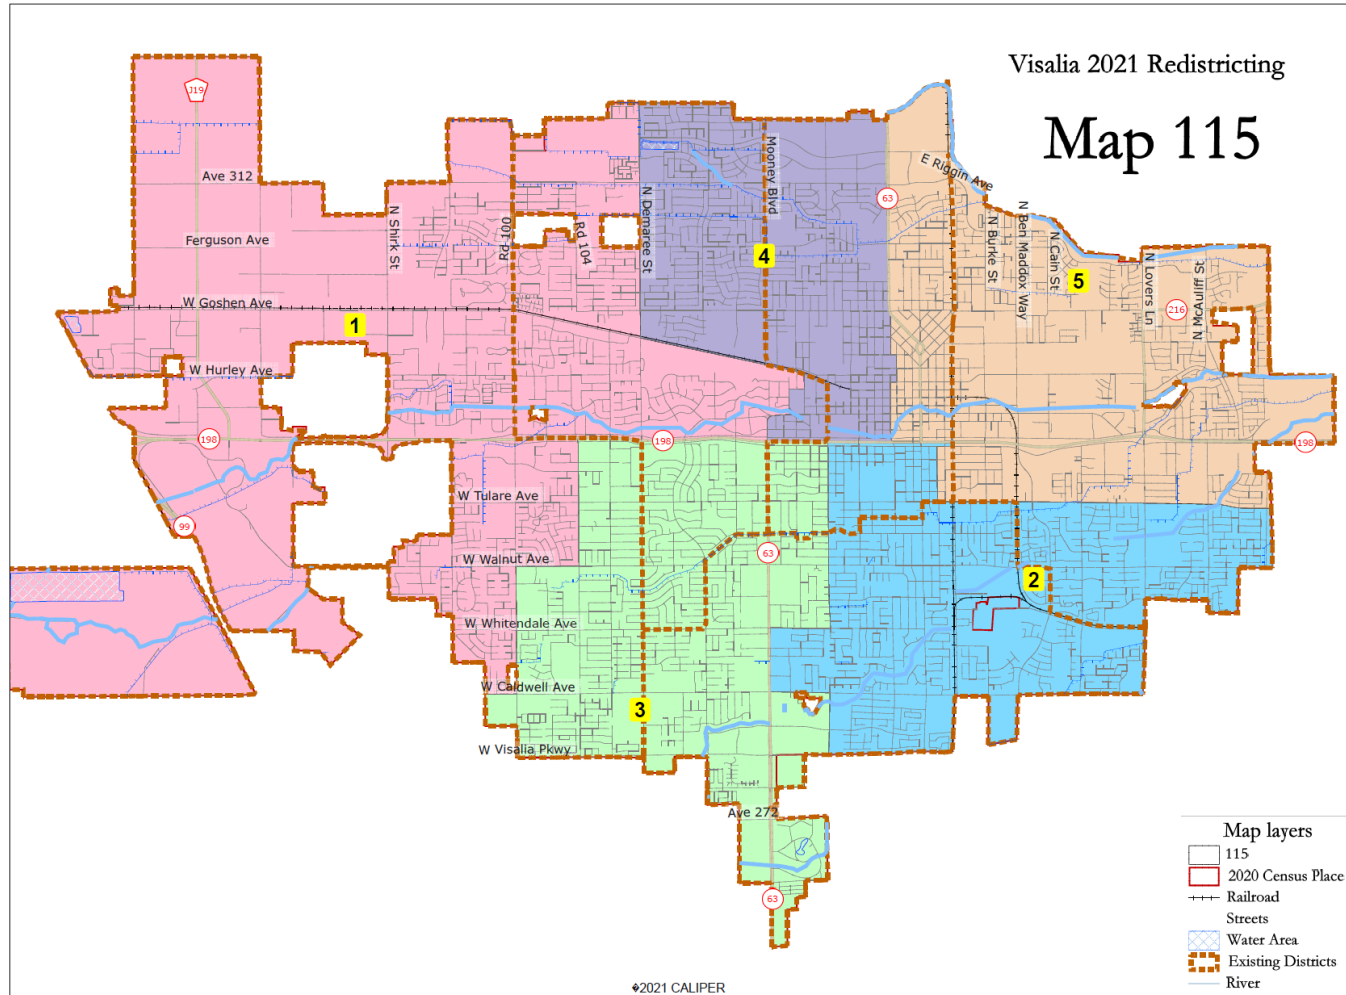 Visalia 2021 Redistricting
Map 115
J19
Ave 312
Ferguson Ave
N Shirk St
Rd 100
Rd 104
N Demaree St
Mooney Blvd
63
E Riggin Ave
N Burke St
N Ben Maddox Way
N Cain St
N Lovers Ln
N McAuliff St
4
5
216
W Goshen Ave
1
W Hurley Ave
198
198
198
W Tulare Ave
99
W Walnut Ave
63
2
W Whitendale Ave
W Caldwell Ave
3
W Visalia Pkwy
Ave 272
63
Map layers
115
2020 Census Place
Railroad
Streets
Water Area
Existing Districts
River
�2021 CALIPER